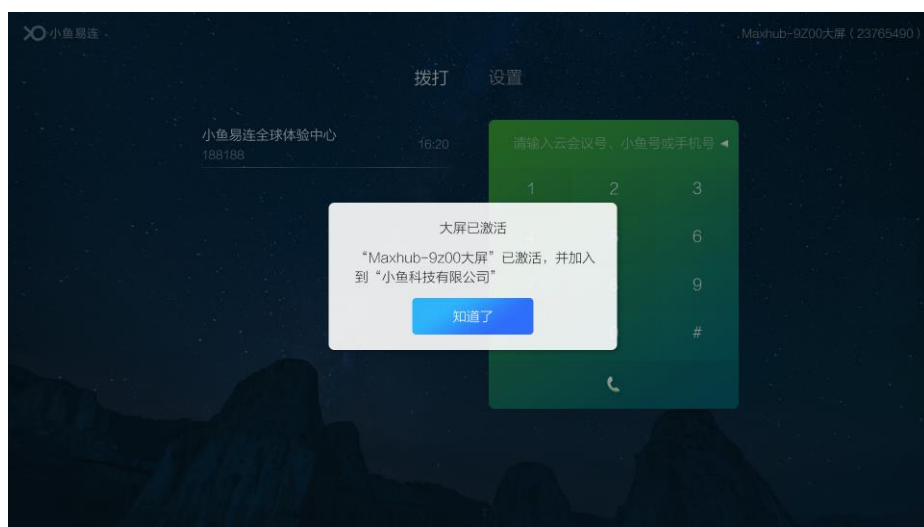 小鱼易连
Maxhub-9Z00大屏（23765490）
拨打 设置
小鱼易连全球体验中心
188188
16:20
请输入云会议号、小鱼号或手机号
1 2 3
6
9
#
大屏已激活
“Maxhub-9z00大屏”已激活，并加入
到“小鱼科技有限公司”
知道了